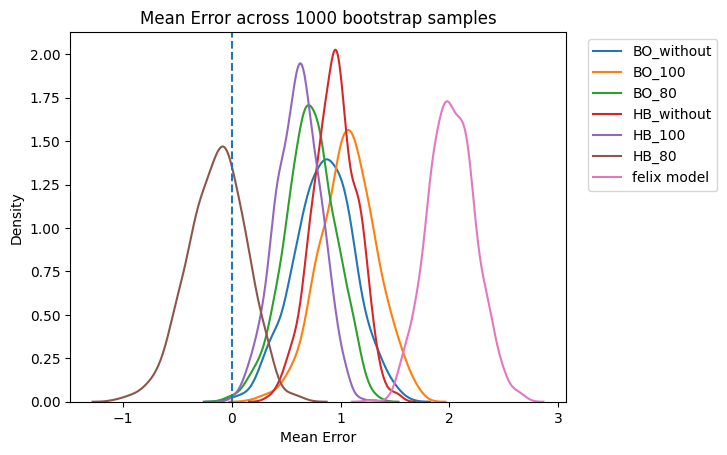 Mean Error across 1000 bootstrap samples
2.00
1.75
1.50
1.25
1.00
0.75
0.50
0.25
0.00
Density
−1
0
1
2
3
Mean Error
BO_without
BO_100
BO_80
HB_without
HB_100
HB_80
felix model